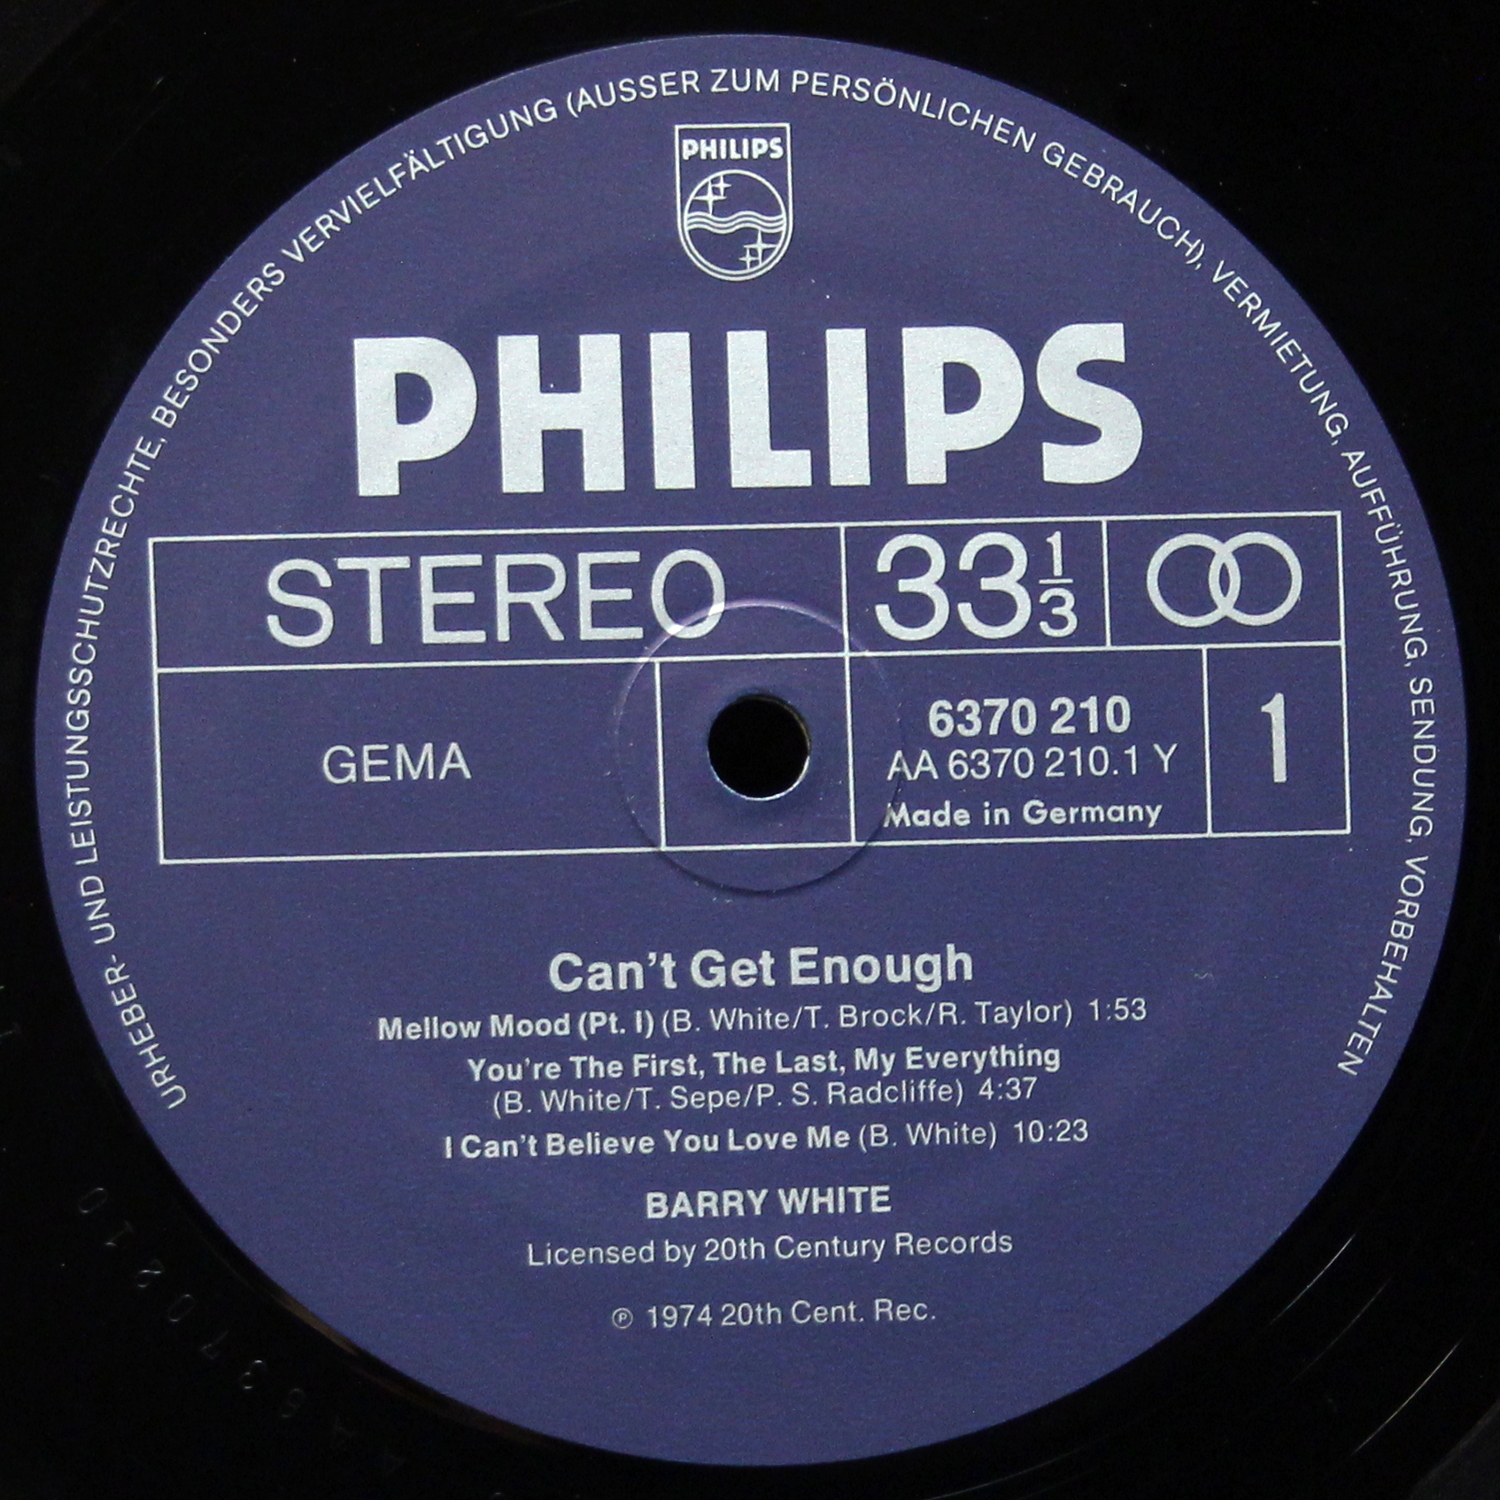 URHEBER- UND LEISTUNGSSCHUTZRECHTE, BESONDERS VERVIELFÄLTIGUNG (AUSSER ZUM PERSÖNLICHEN GEBRAUCH), VERMIETUNG, AUFFÜHRUNG, SENDUNG, VORBEHALTEN
PHILIPS
PHILIPS
STEREO 33 1/3
GEMA
6370 210
AA 6370 210.1 Y
Made in Germany
1
Can't Get Enough
Mellow Mood (Pt. I) (B. White/T. Brock/R. Taylor) 1:53
You're The First, The Last, My Everything
(B. White/T. Sepe/P. S. Radcliffe) 4:37
I Can't Believe You Love Me (B. White) 10:23
BARRY WHITE
Licensed by 20th Century Records
℗ 1974 20th Cent. Rec.